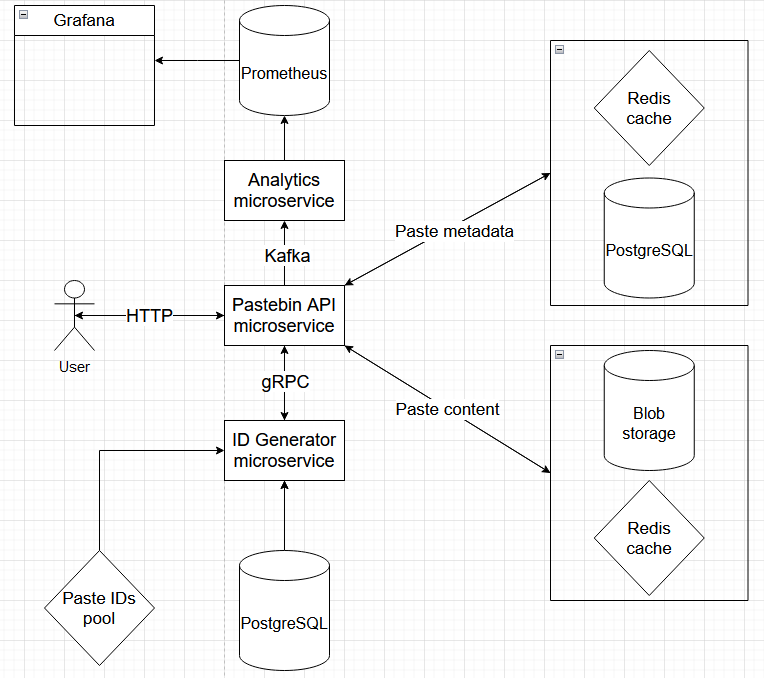 Grafana
Prometheus
Redis
cache
Analytics
microservice
PostgreSQL
Paste metadata
Kafka
Pastebin API
microservice
HTTP
User
gRPC
Paste content
Blob
storage
ID Generator
microservice
Redis
cache
Paste IDs
pool
PostgreSQL